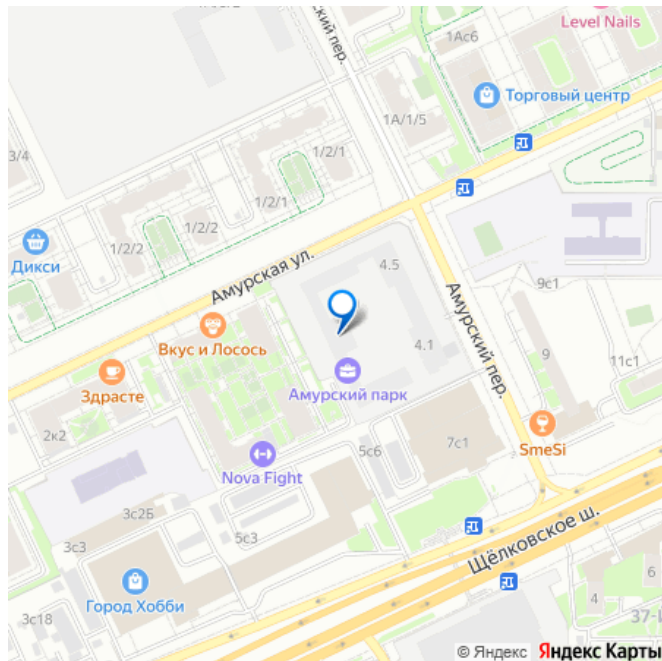 Level Nails
1Ас6
Торговый центр
1А/1/5
3/4
1/2/1
1/2/1
1/2/2
1/2/2
Дикси
Амурская ул.
4.5
9с1
Вкус и Лосось
Амурский пер.
4.1
9
11с1
Здрасте
Амурский парк
2к2
SmeSi
5с6
7с1
Nova Fight
3с2Б
5с3
3с3
Щёлковское ш.
Город Хобби
6
4
3с18
© Яндекс Яндекс Карты